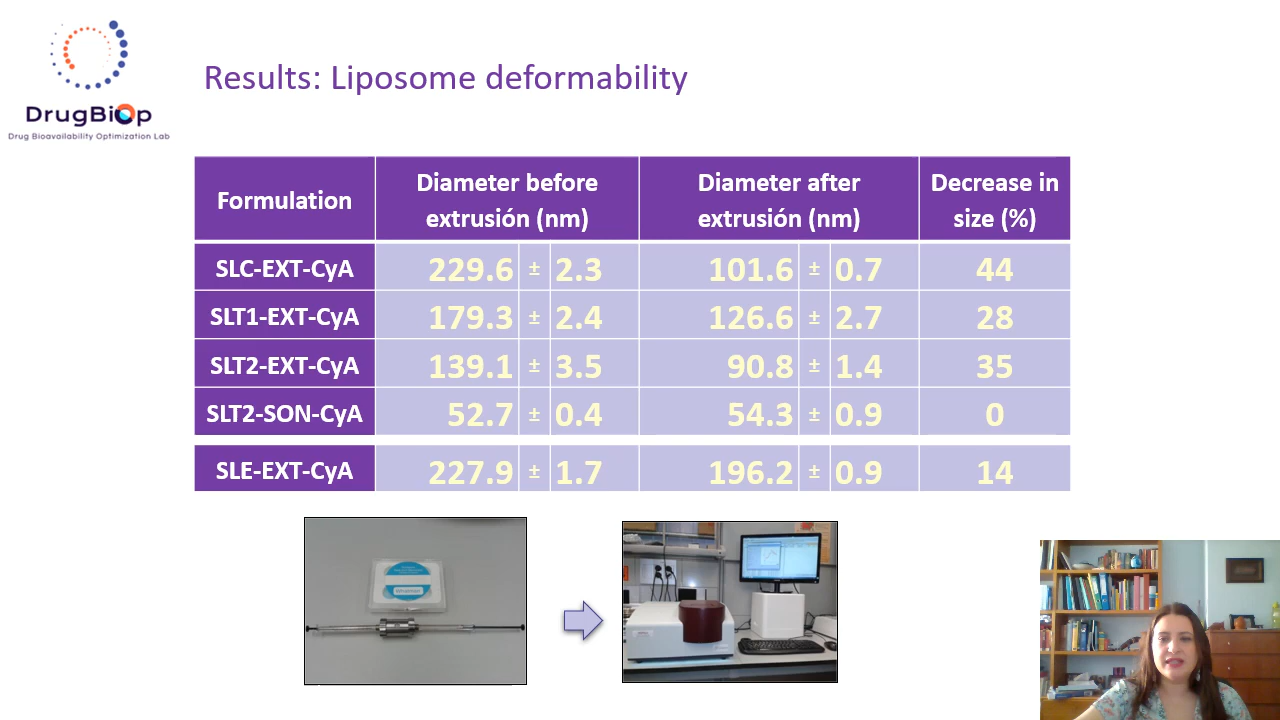 DrugBiOp
Drug Bioavailability Optimization Lab
Results: Liposome deformability
Formulation
Diameter before
extrusión (nm)
Diameter after
extrusión (nm)
Decrease in
size (%)
SLC-EXT-CyA 229.6 ± 2.3 101.6 ± 0.7 44
SLT1-EXT-CyA 179.3 ± 2.4 126.6 ± 2.7 28
SLT2-EXT-CyA 139.1 ± 3.5 90.8 ± 1.4 35
SLT2-SON-CyA 52.7 ± 0.4 54.3 ± 0.9 0
SLE-EXT-CyA 227.9 ± 1.7 196.2 ± 0.9 14
Whatman